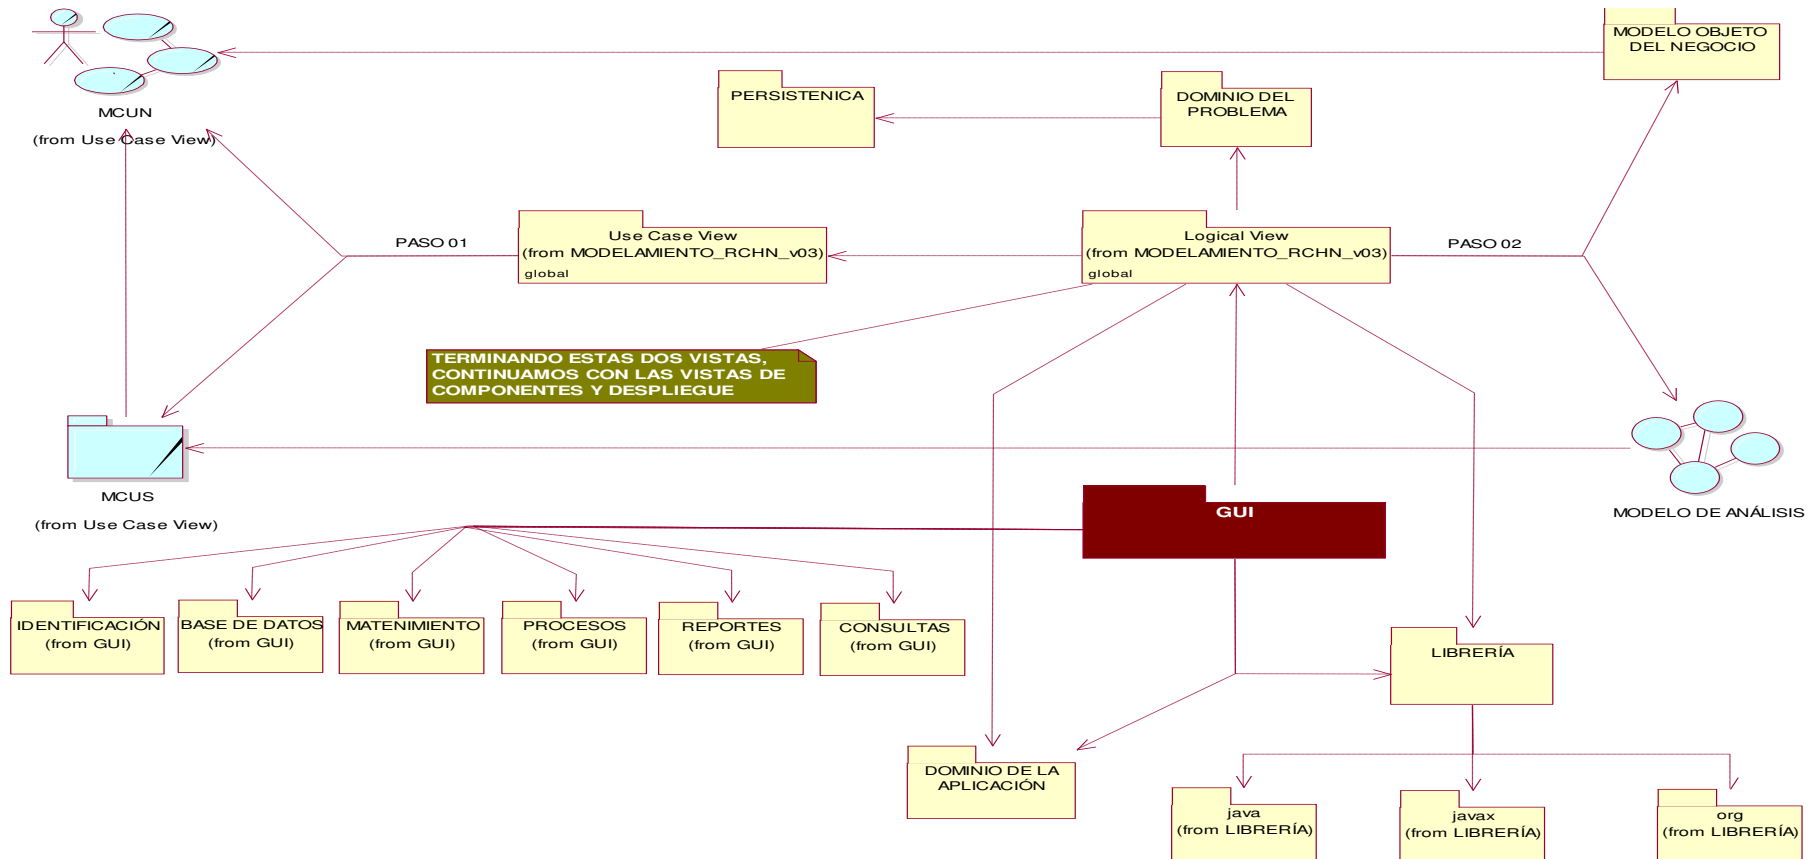 MODELO OBJETO
DEL NEGOCIO
MCUN
(from Use Case View)
PERSISTENICA
DOMINIO DEL
PROBLEMA
PASO 01
Use Case View
(from MODELAMIENTO_RCHN_v03)
global
Logical View
(from MODELAMIENTO_RCHN_v03)
global
PASO 02
TERMINANDO ESTAS DOS VISTAS,
CONTINUAMOS CON LAS VISTAS DE
COMPONENTES Y DESPLIEGUE
MCUS
(from Use Case View)
GUI
MODELO DE ANÁLISIS
IDENTIFICACIÓN
(from GUI)
BASE DE DATOS
(from GUI)
MATENIMIENTO
(from GUI)
PROCESOS
(from GUI)
REPORTES
(from GUI)
CONSULTAS
(from GUI)
LIBRERÍA
DOMINIO DE LA
APLICACIÓN
java
(from LIBRERÍA)
javax
(from LIBRERÍA)
org
(from LIBRERÍA)